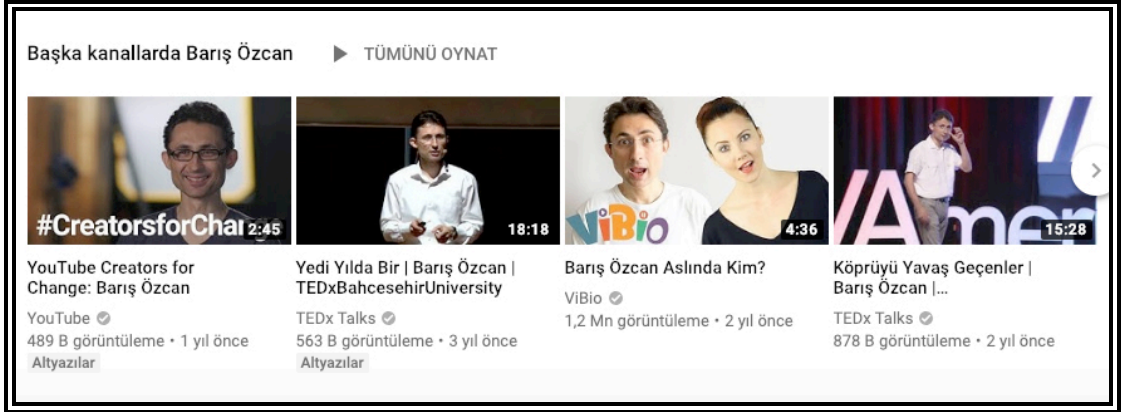 Başka kanallarda Barış Özcan ▶ TÜMÜNÜ OYNAT
#CreatorsforChange 2:45
18:18
ViBio 4:36
VAmer 15:28
YouTube Creators for
Change: Barış Özcan
YouTube
489 B görüntüleme • 1 yıl önce
Altyazılar
Yedi Yılda Bir | Barış Özcan |
TEDxBahcesehirUniversity
TEDx Talks
563 B görüntüleme • 3 yıl önce
Altyazılar
Barış Özcan Aslında Kim?
ViBio
1,2 Mn görüntüleme • 2 yıl önce
Köprüyü Yavaş Geçenler |
Barış Özcan |...
TEDx Talks
878 B görüntüleme • 2 yıl önce